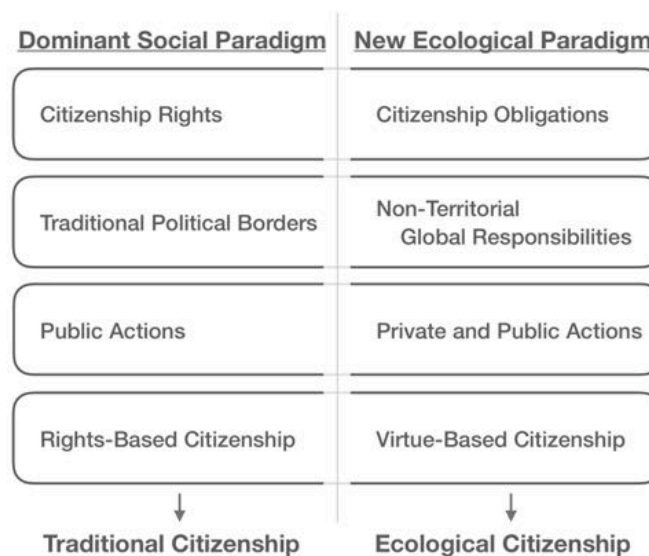 Dominant Social Paradigm
New Ecological Paradigm
Citizenship Rights
Citizenship Obligations
Traditional Political Borders
Non-Territorial
Global Responsibilities
Public Actions
Private and Public Actions
Rights-Based Citizenship
Virtue-Based Citizenship
Traditional Citizenship
Ecological Citizenship